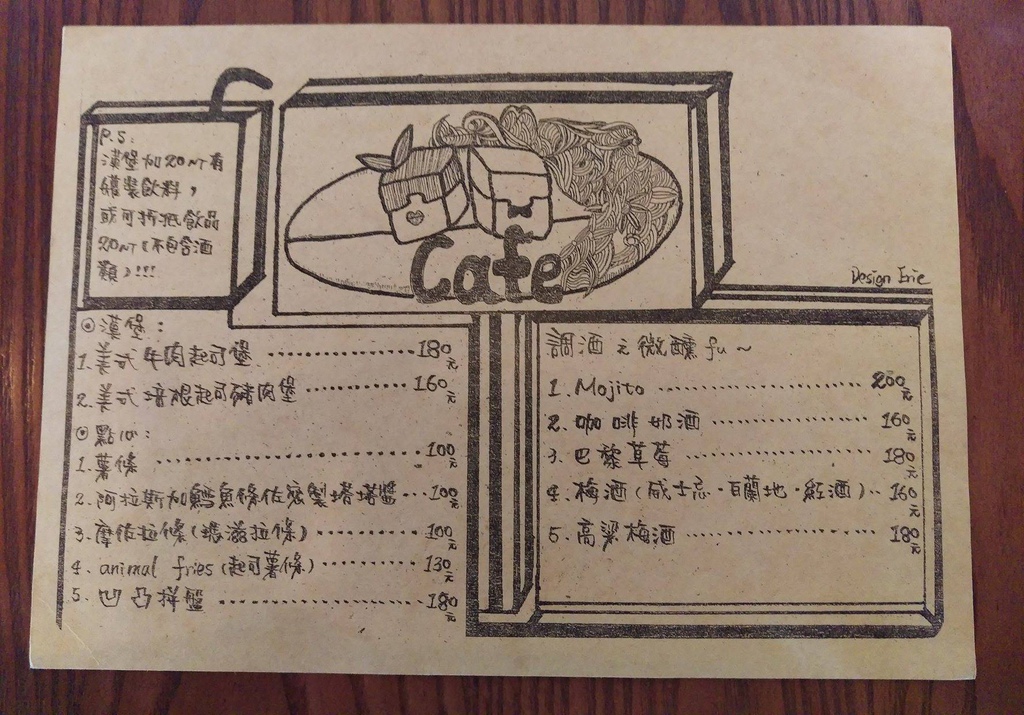 P.S:
漢堡加20NT有
罐裝飲料，
或可折抵飲品
20NT(不包含酒
類)!!!
Cafe
Design Erie
◎漢堡：
1.美式牛肉起司堡 ……………… 180元
2.美式培根起司豬肉堡 ………… 160元
◎點心：
1.薯條 ……………………… 100元
2.阿拉斯加鱈魚條佐密製塔塔醬 … 100元
3.摩佐拉條(瑪滋拉條) ………… 100元
4.animal fries(起司薯條) ……… 130元
5.凹凸拼盤 ………………… 180元
調酒之微醺fu～
1.Mojito ……………………… 200元
2.咖啡奶酒 ………………… 160元
3.巴黎草莓 ………………… 180元
4.梅酒(威士忌·白蘭地·紅酒)‥160元
5.高粱梅酒 ………………… 180元